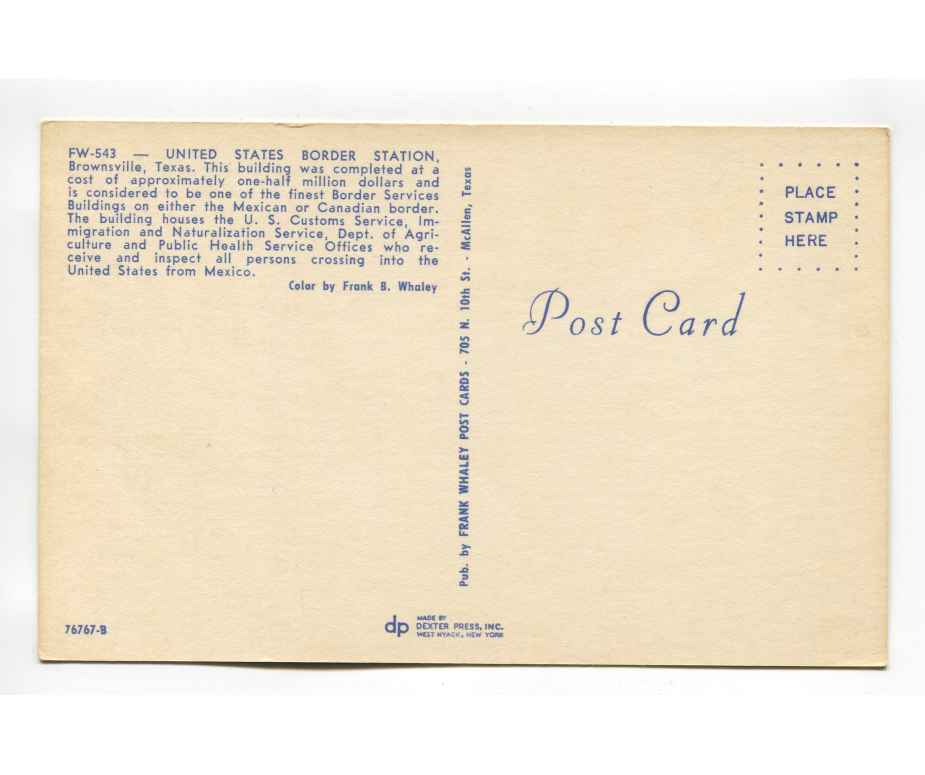 FW-543 — UNITED STATES BORDER STATION,
Brownsville, Texas. This building was completed at a
cost of approximately one-half million dollars and
is considered to be one of the finest Border Services
Buildings on either the Mexican or Canadian border.
The building houses the U. S. Customs Service, Im-
migration and Naturalization Service, Dept. of Agri-
culture and Public Health Service Offices who re-
ceive and inspect all persons crossing into the
United States from Mexico.
Color by Frank B. Whaley
Pub. by FRANK WHALEY POST CARDS - 705 N. 10th St. - McAllen, Texas
PLACE
STAMP
HERE
Post Card
76767-B
dp
MADE BY
DEXTER PRESS, INC.
WEST NYACK, NEW YORK